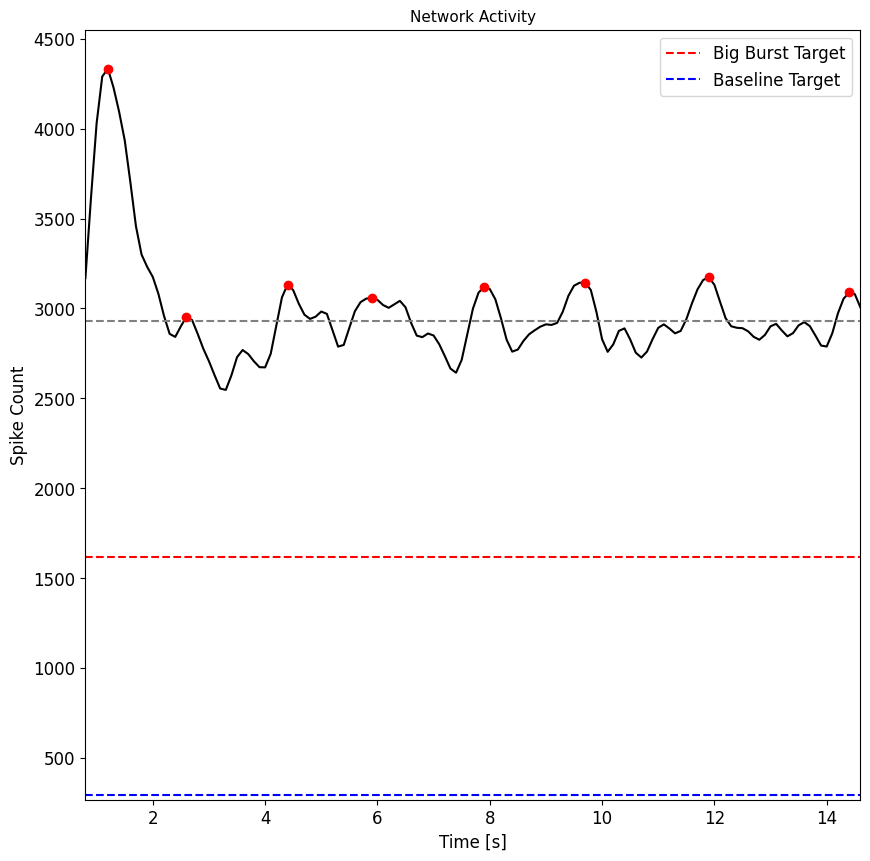 Network Activity
Big Burst Target
Baseline Target
4500
4000
3500
3000
2500
2000
1500
1000
500
Spike Count
2 4 6 8 10 12 14
Time [s]